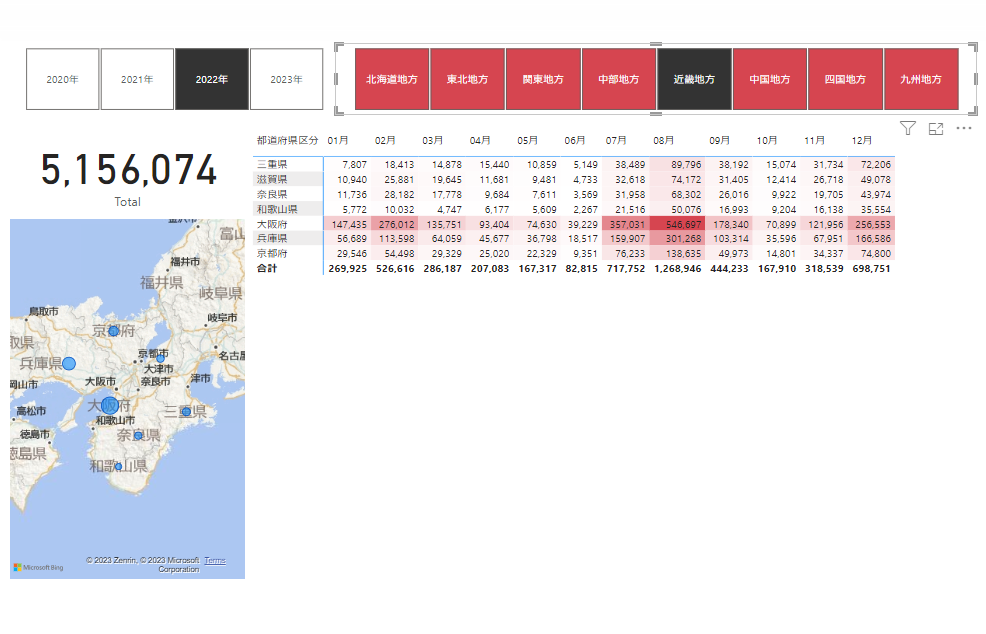 2020年 2021年 2022年 2023年 北海道地方 東北地方 関東地方 中部地方 近畿地方 中国地方 四国地方 九州地方
5,156,074
Total
都道府県区分 01月 02月 03月 04月 05月 06月 07月 08月 09月 10月 11月 12月
三重県 7,807 18,413 14,878 15,440 10,859 5,149 38,489 89,796 38,192 15,074 31,734 72,206
滋賀県 10,940 25,881 19,645 11,681 9,481 4,733 32,618 74,172 31,405 12,414 26,718 49,078
奈良県 11,736 28,182 17,778 9,684 7,611 3,569 31,958 68,302 26,016 9,922 19,705 43,974
和歌山県 5,772 10,032 4,747 6,177 5,609 2,267 21,516 50,076 16,993 9,204 16,138 35,554
大阪府 147,435 276,012 135,751 93,404 74,630 39,229 357,031 546,697 178,340 70,899 121,956 256,553
兵庫県 56,689 113,598 64,059 45,677 36,798 18,517 159,907 301,268 103,314 35,596 67,951 166,586
京都府 29,546 54,498 29,329 25,020 22,329 9,351 76,233 138,635 49,973 14,801 34,337 74,800
合計 269,925 526,616 286,187 207,083 167,317 82,815 717,752 1,268,946 444,233 167,910 318,539 698,751
富山
福井市
福井県
岐阜県
鳥取市
岐阜市
京都府
取県
京都市
名古屋
兵庫県
大津市
岡山市
大阪市
奈良市
津市
大阪府
高松市
三重県
和歌山市
徳島市
奈良県
徳島県
和歌山県
© 2023 Zenrin, © 2023 Microsoft Corporation Terms
Microsoft Bing